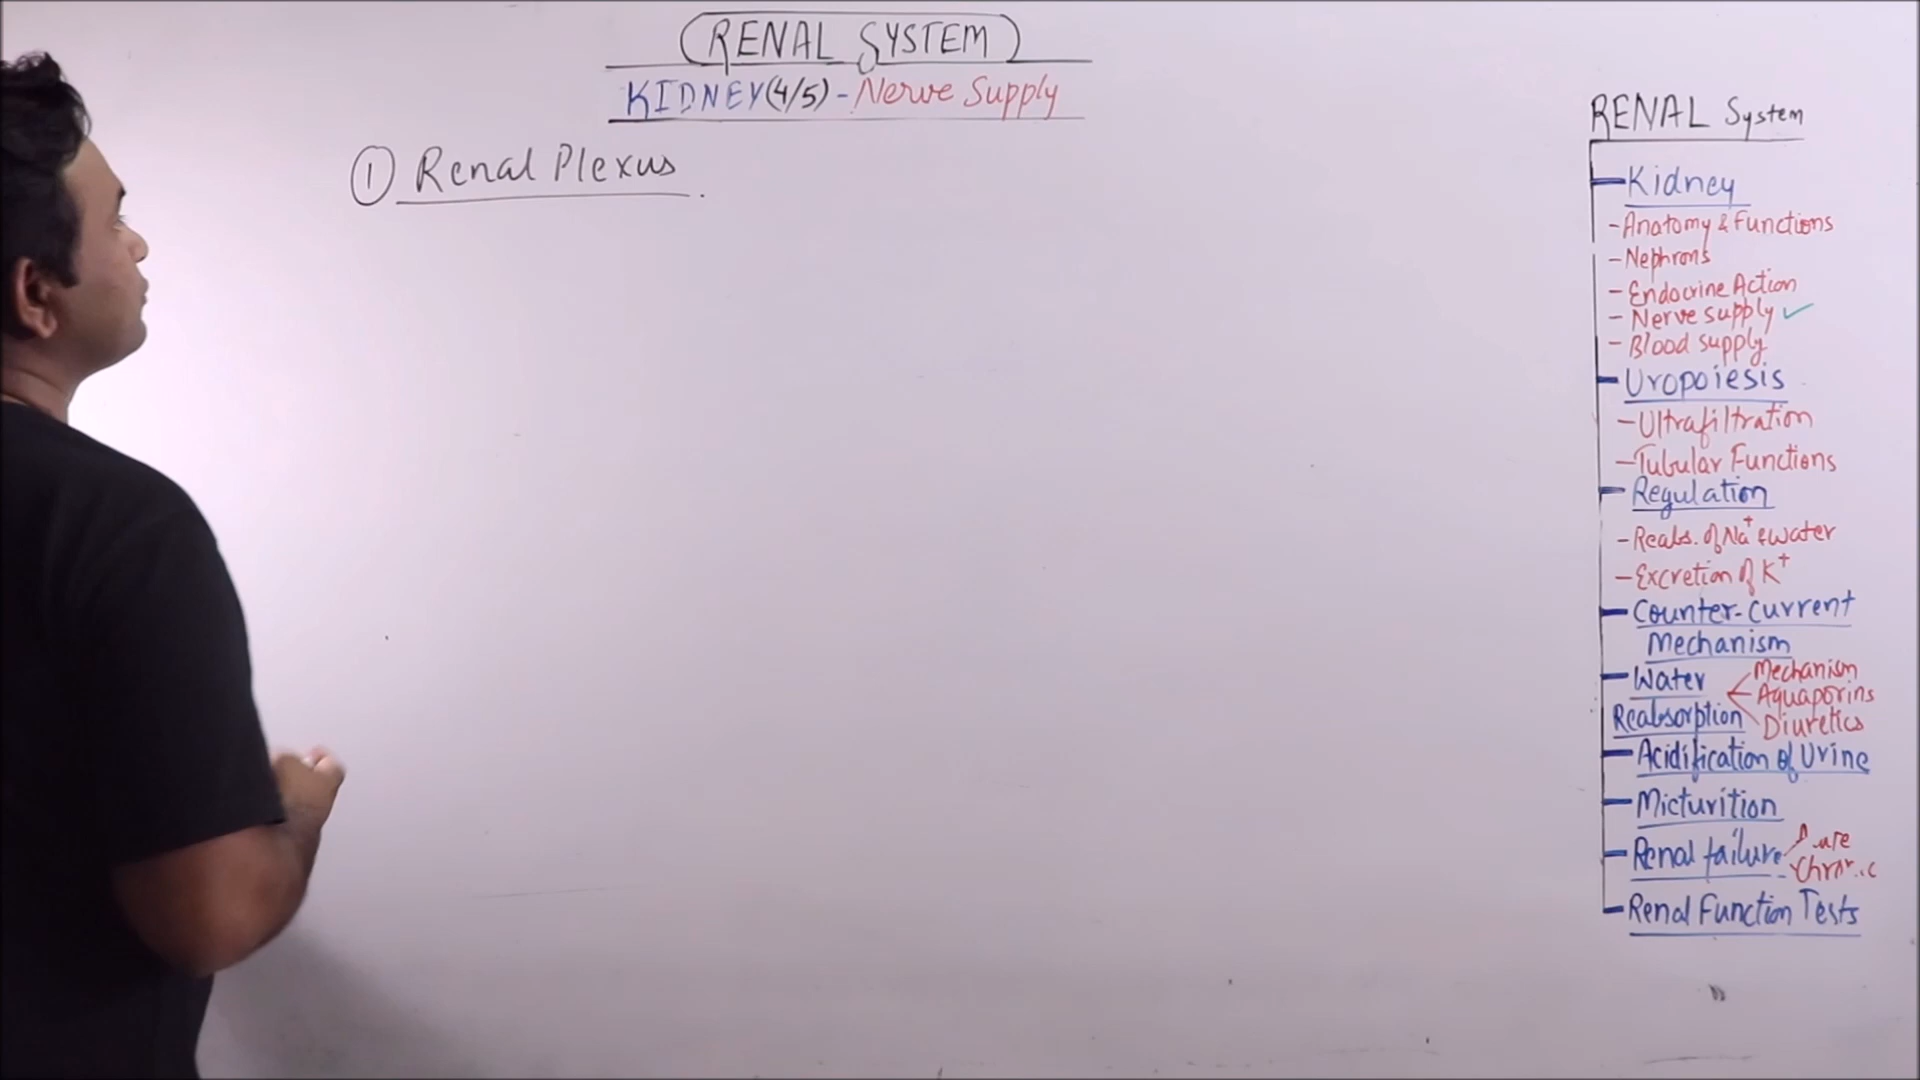 RENAL SYSTEM
KIDNEY(4/5) - Nerve Supply
① Renal Plexus
RENAL System
Kidney
- Anatomy & Functions
- Nephrons
- Endocrine Action
- Nerve supply ✓
- Blood supply
Uropoiesis
- Ultrafiltration
- Tubular Functions
Regulation
- Reabs. of Na⁺ & water
- Excretion of K⁺
Counter-current
Mechanism
Water
Reabsorption
Mechanism
Aquaporins
Diuretics
Acidification of Urine
Micturition
Renal failure
Renal Function Tests